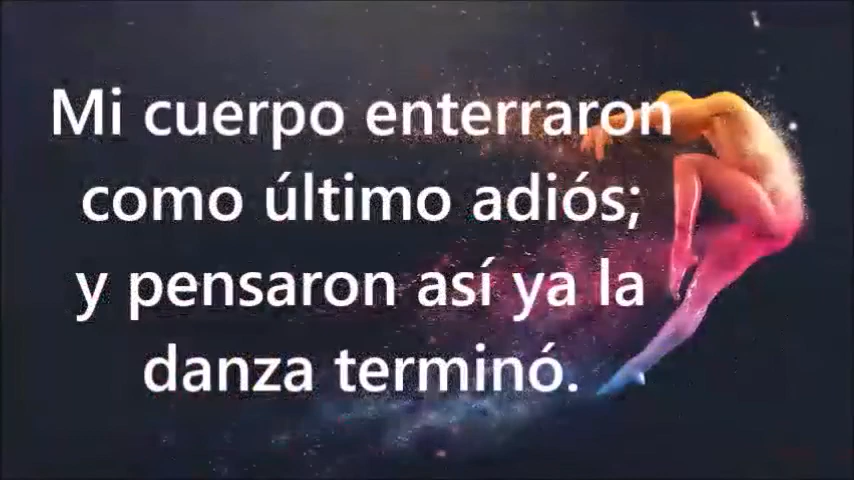 Mi cuerpo enterraron
como último adiós;
y pensaron así ya la
danza terminó.